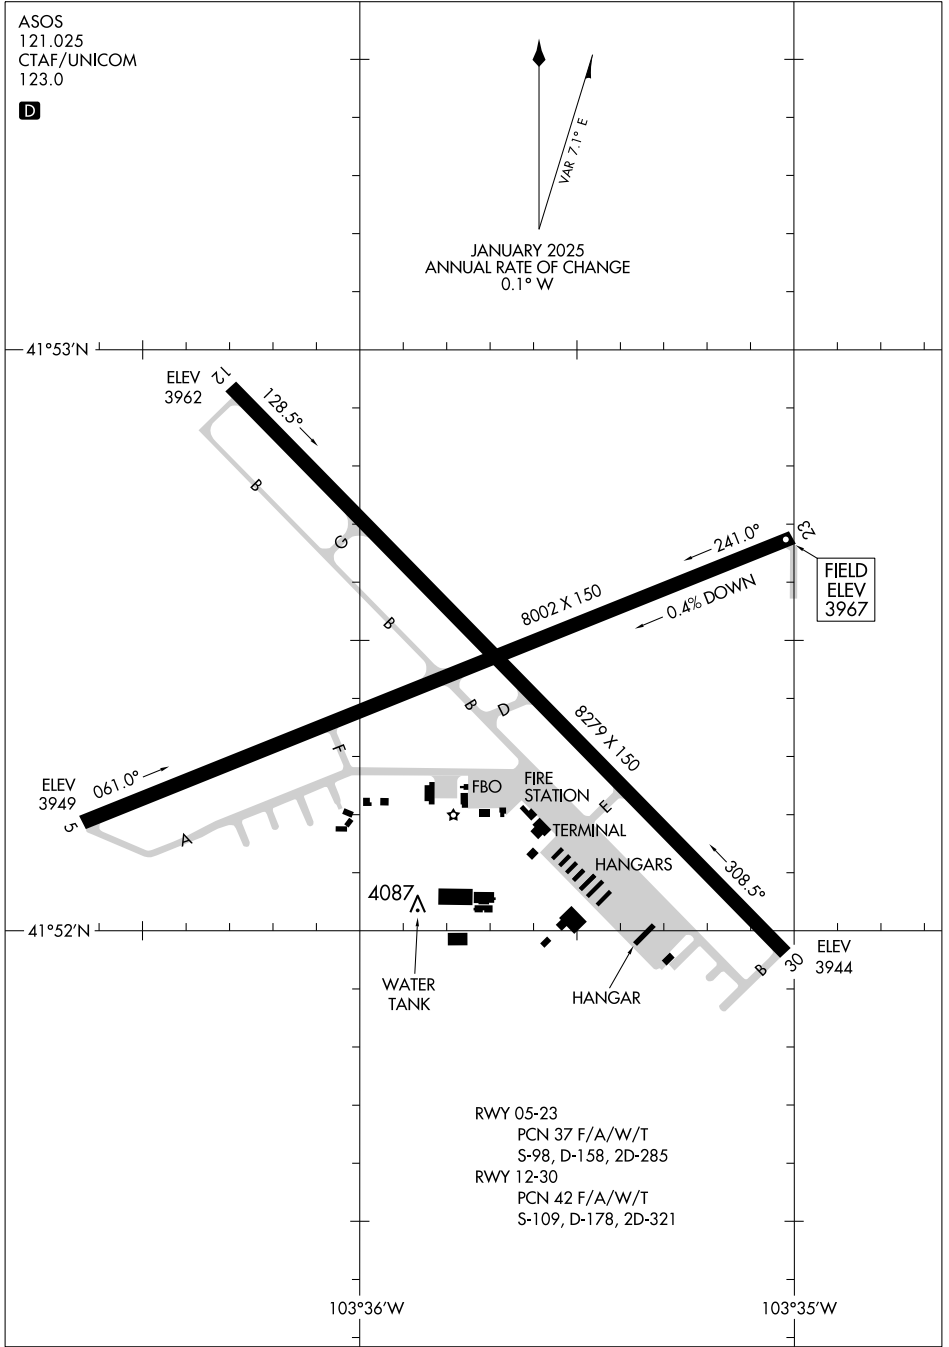 ASOS
121.025
CTAF/UNICOM
123.0
D
VAR 7.1° E
JANUARY 2025
ANNUAL RATE OF CHANGE
0.1° W
41°53'N
ELEV
3962
12
128.5°
B
G
B
23
241.0°
FIELD
ELEV
3967
0.4% DOWN
8002 X 150
B
D
8279 X 150
F
ELEV
3949
5
061.0°
A
FBO
FIRE
STATION
E
TERMINAL
HANGARS
308.5°
4087
41°52'N
WATER
TANK
HANGAR
B
30
ELEV
3944
RWY 05-23
PCN 37 F/A/W/T
S-98, D-158, 2D-285
RWY 12-30
PCN 42 F/A/W/T
S-109, D-178, 2D-321
103°36'W
103°35'W